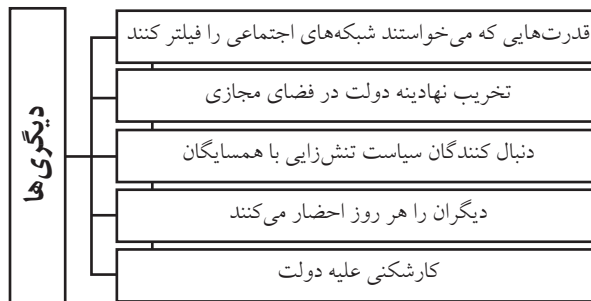 دیگری‌ها
قدرت‌هایی که می‌خواستند شبکه‌های اجتماعی را فیلتر کنند
تخریب نهادینه دولت در فضای مجازی
دنبال کنندگان سیاست تنش‌زایی با همسایگان
دیگران را هر روز احضار می‌کنند
کارشکنی علیه دولت